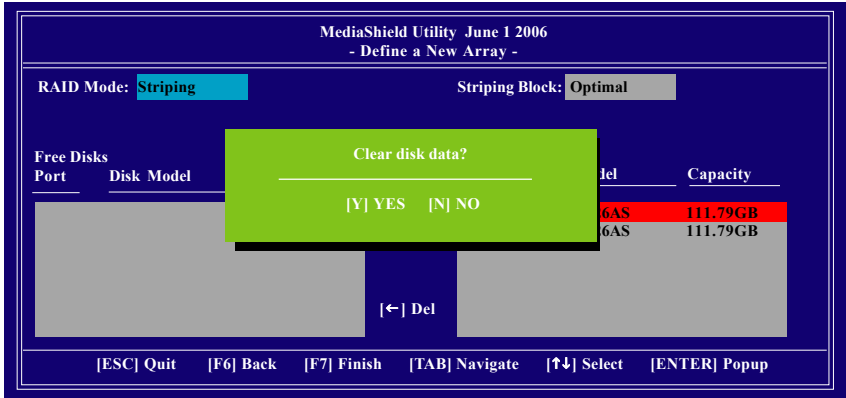 MediaShield Utility June 1 2006
- Define a New Array -
RAID Mode: Striping Striping Block: Optimal
Clear disk data?
[Y] YES [N] NO
Free Disks
Port Disk Model del Capacity
6AS 111.79GB
6AS 111.79GB
[←] Del
[ESC] Quit [F6] Back [F7] Finish [TAB] Navigate [↑↓] Select [ENTER] Popup